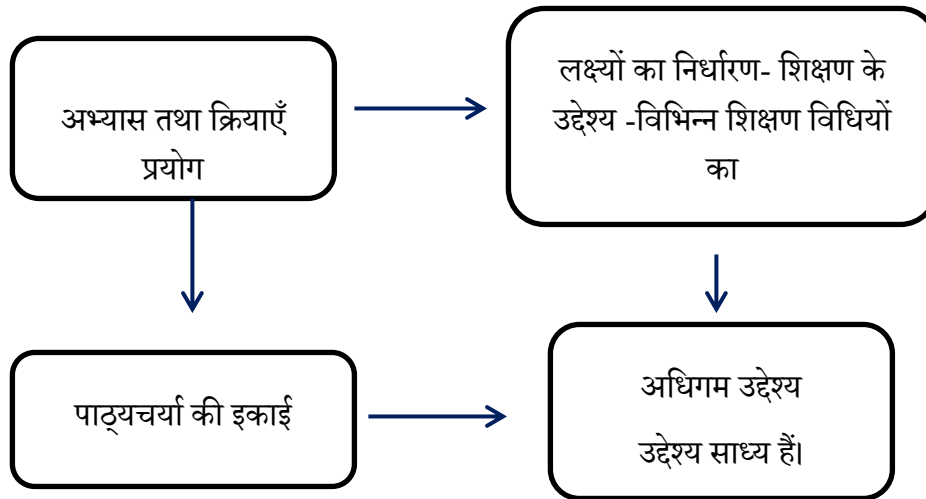 अभ्यास तथा क्रियाएँ
प्रयोग
लक्ष्यों का निर्धारण- शिक्षण के
उद्देश्य -विभिन्न शिक्षण विधियों
का
पाठ्यचर्या की इकाई
अधिगम उद्देश्य
उद्देश्य साध्य हैं।